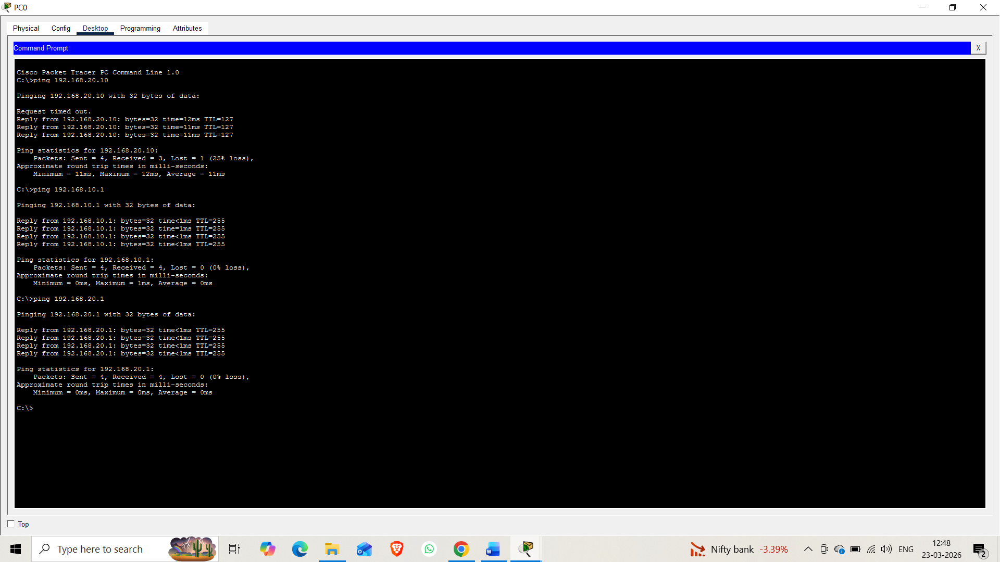 PC0
Physical Config Desktop Programming Attributes
Command Prompt X
Cisco Packet Tracer PC Command Line 1.0
C:\>ping 192.168.20.10
Pinging 192.168.20.10 with 32 bytes of data:
Request timed out.
Reply from 192.168.20.10: bytes=32 time=12ms TTL=127
Reply from 192.168.20.10: bytes=32 time=11ms TTL=127
Reply from 192.168.20.10: bytes=32 time=11ms TTL=127
Ping statistics for 192.168.20.10:
Packets: Sent = 4, Received = 3, Lost = 1 (25% loss),
Approximate round trip times in milli-seconds:
Minimum = 11ms, Maximum = 12ms, Average = 11ms
C:\>ping 192.168.10.1
Pinging 192.168.10.1 with 32 bytes of data:
Reply from 192.168.10.1: bytes=32 time<1ms TTL=255
Reply from 192.168.10.1: bytes=32 time=1ms TTL=255
Reply from 192.168.10.1: bytes=32 time<1ms TTL=255
Reply from 192.168.10.1: bytes=32 time<1ms TTL=255
Ping statistics for 192.168.10.1:
Packets: Sent = 4, Received = 4, Lost = 0 (0% loss),
Approximate round trip times in milli-seconds:
Minimum = 0ms, Maximum = 1ms, Average = 0ms
C:\>ping 192.168.20.1
Pinging 192.168.20.1 with 32 bytes of data:
Reply from 192.168.20.1: bytes=32 time<1ms TTL=255
Reply from 192.168.20.1: bytes=32 time<1ms TTL=255
Reply from 192.168.20.1: bytes=32 time<1ms TTL=255
Reply from 192.168.20.1: bytes=32 time<1ms TTL=255
Ping statistics for 192.168.20.1:
Packets: Sent = 4, Received = 4, Lost = 0 (0% loss),
Approximate round trip times in milli-seconds:
Minimum = 0ms, Maximum = 0ms, Average = 0ms
C:\>
Top
Type here to search
Nifty bank -3.39%
ENG
12:48
23-03-2026
2